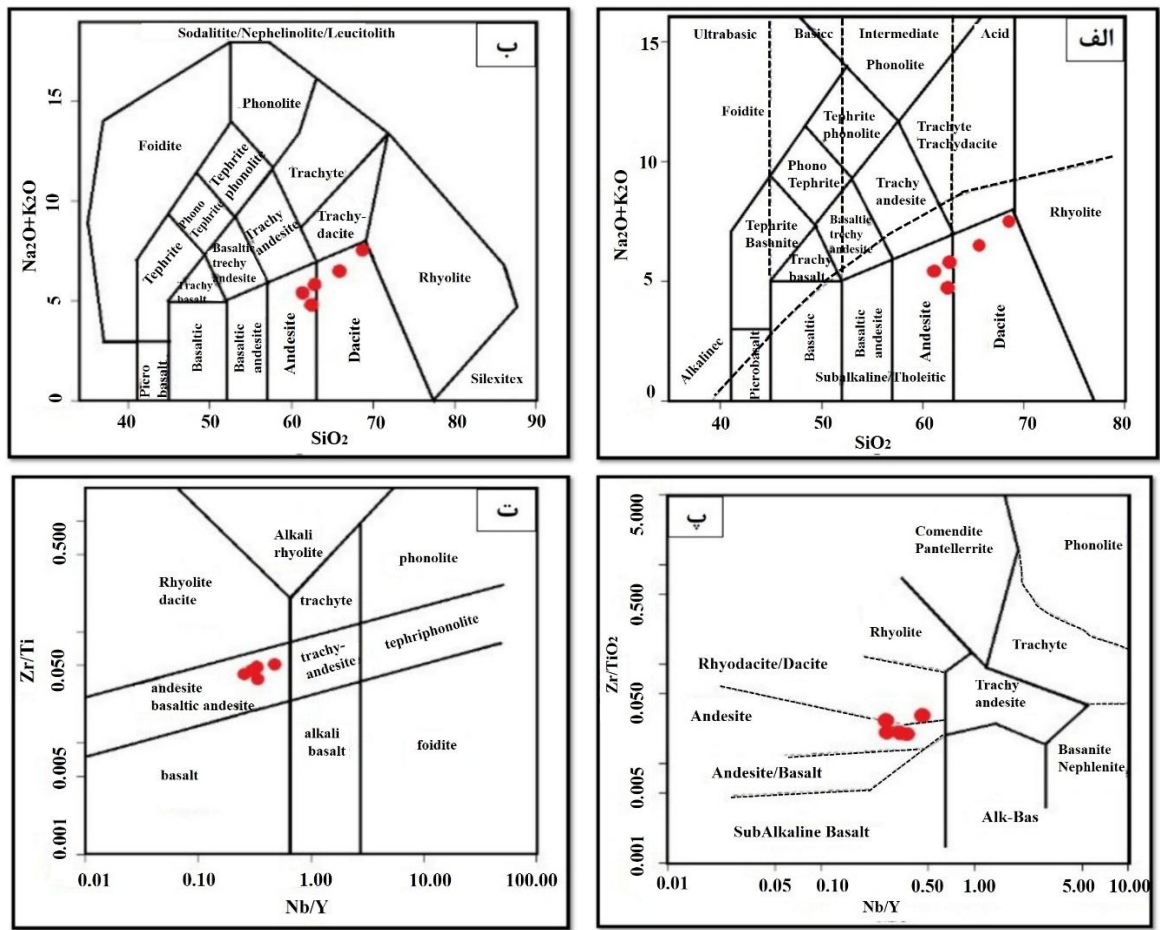 Sodalitite/Nephelinolite/Leucitolith
ب
Phonolite
Foidite
Tephrite
phonolite
Trachyte
Phono
Tephrite
Trachy
andesite
Trachy-
dacite
Tephrite
Basaltic
trechy
andesite
Trachy
basalt
Rhyolite
Picro
basalt
Basaltic
Basaltic
andesite
Andesite
Dacite
Silexitex
Na2O+K2O
0
5
10
15
40
50
60
70
80
90
SiO2
الف
Ultrabasic
Basicc
Intermediate
Acid
Phonolite
Foidite
Tephrite
phonolite
Trachyte
Trachydacite
Phono
Tephrite
Trachy
andesite
Rhyolite
Tephrite
Basanite
Basaltic
trechy
andesite
Trachy
basalt
Alkalinec
Picrobasalt
Basaltic
Basaltic
andesite
Andesite
Dacite
Subalkaline/Tholeitic
Na2O+K2O
0
5
10
15
40
50
60
70
80
SiO2
ت
Alkali
rhyolite
phonolite
Rhyolite
dacite
trachyte
tephriphonolite
trachy-
andesite
andesite
basaltic andesite
alkali
basalt
foidite
basalt
Zr/Ti
0.001
0.005
0.050
0.500
0.01
0.10
1.00
10.00
100.00
Nb/Y
پ
Comendite
Pantellerrite
Phonolite
Rhyolite
Trachyte
Rhyodacite/Dacite
Trachy
andesite
Andesite
Basanite
Nephlenite
Andesite/Basalt
Alk-Bas
SubAlkaline Basalt
Zr/TiO2
0.001
0.005
0.050
0.500
5.000
0.01
0.05
0.10
0.50
1.00
5.00
10.00
Nb/Y